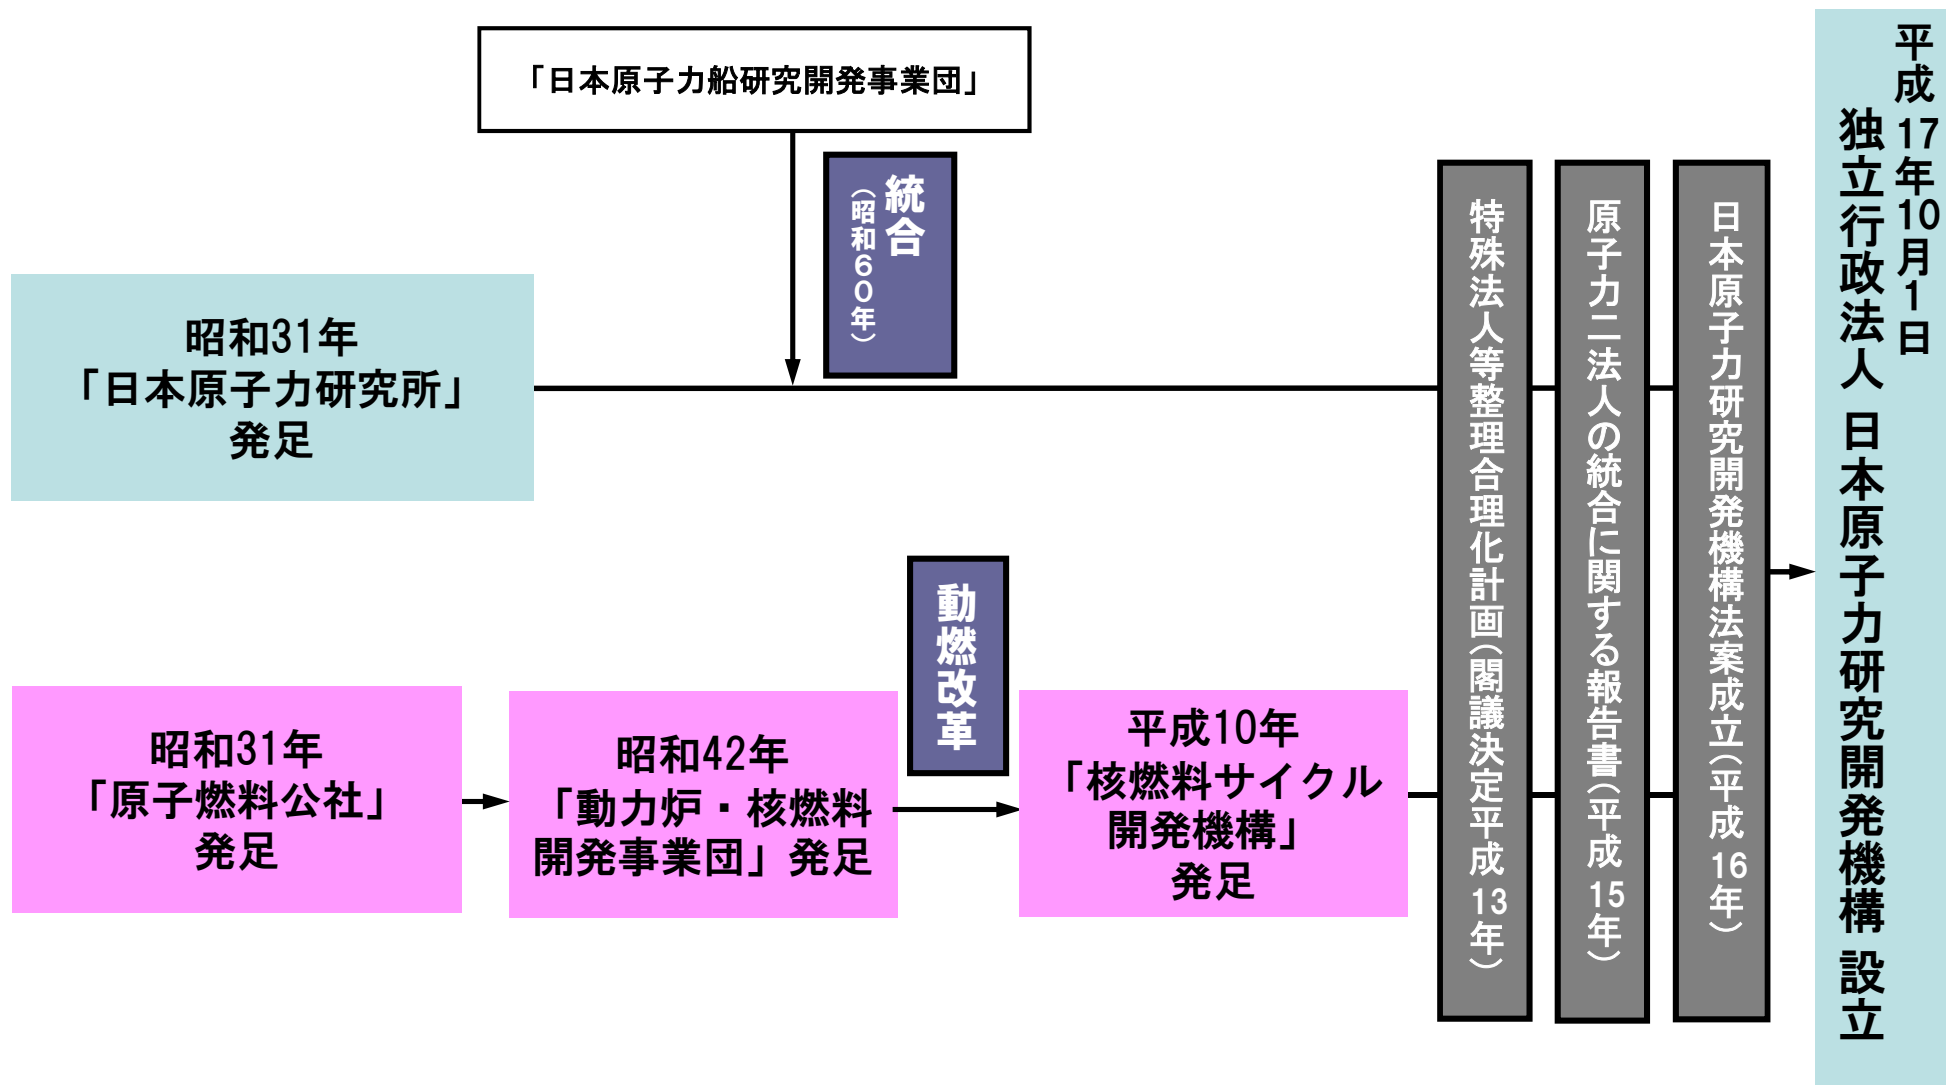 「日本原子力船研究開発事業団」
統合
（昭和６０年）
昭和31年
「日本原子力研究所」
発足
昭和31年
「原子燃料公社」
発足
昭和42年
「動力炉・核燃料
開発事業団」発足
動燃改革
平成10年
「核燃料サイクル
開発機構」
発足
特殊法人等整理合理化計画（閣議決定平成13年）
原子力二法人の統合に関する報告書（平成15年）
日本原子力研究開発機構法案成立（平成16年）
平成17年10月1日
独立行政法人 日本原子力研究開発機構 設立